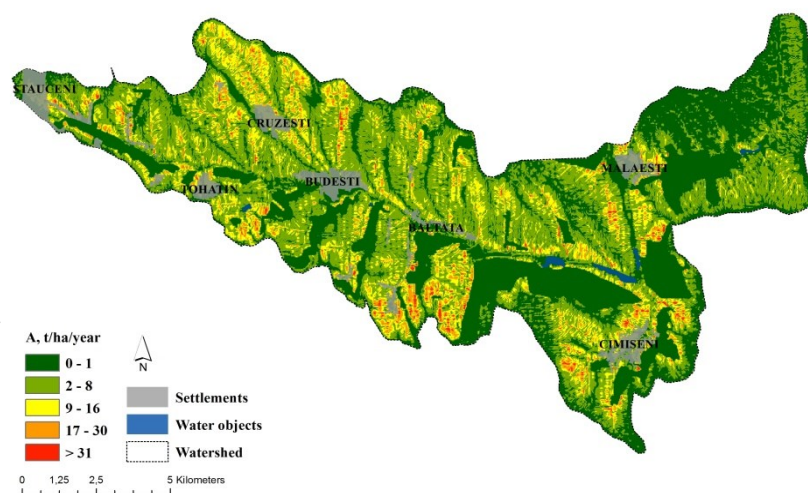 STAUCENI
CRUZESTI
MALAESTI
TOHATIN
BUDESTI
BALTATA
CIMISENI
A, t/ha/year
0 - 1
2 - 8
9 - 16
17 - 30
> 31
N
Settlements
Water objects
Watershed
0 1,25 2,5 5 Kilometers